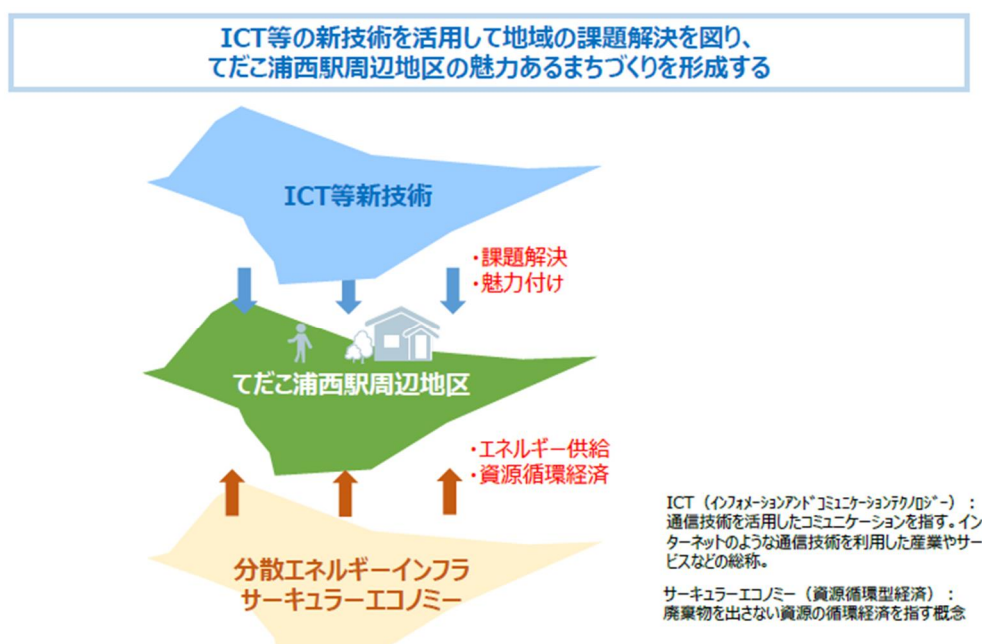 ICT等の新技術を活用して地域の課題解決を図り、
てだこ浦西駅周辺地区の魅力あるまちづくりを形成する
ICT等新技術
・課題解決
・魅力付け
てだこ浦西駅周辺地区
・エネルギー供給
・資源循環経済
分散エネルギーインフラ
サーキュラーエコノミー
ICT（ｲﾝﾌｫﾒｰｼｮﾝｱﾝﾄﾞｺﾐｭﾆｹｰｼｮﾝﾃｸﾉﾛｼﾞｰ）：
通信技術を活用したコミュニケーションを指す。イン
ターネットのような通信技術を利用した産業やサー
ビスなどの総称。
サーキュラーエコノミー（資源循環型経済）：
廃棄物を出さない資源の循環経済を指す概念